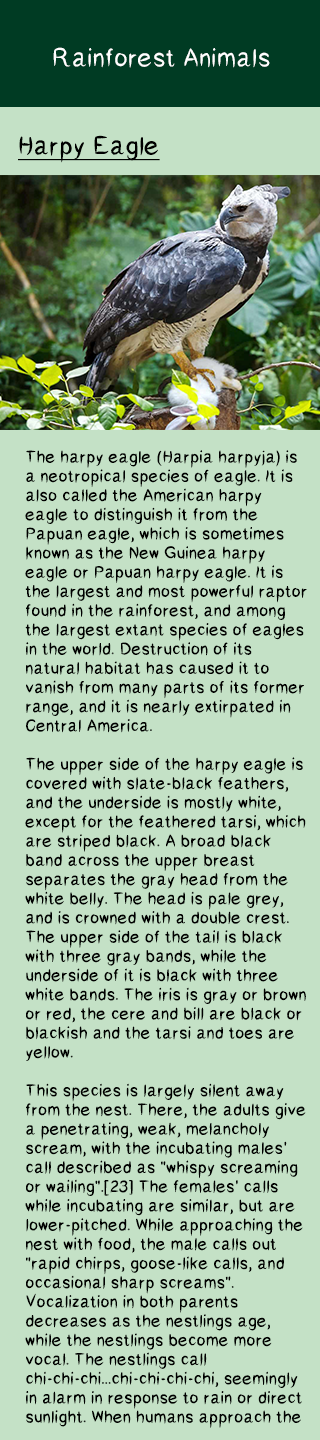 Rainforest Animals
Harpy Eagle
The harpy eagle (Harpia harpyja) is
a neotropical species of eagle. It is
also called the American harpy
eagle to distinguish it from the
Papuan eagle, which is sometimes
known as the New Guinea harpy
eagle or Papuan harpy eagle. It is
the largest and most powerful raptor
found in the rainforest, and among
the largest extant species of eagles
in the world. Destruction of its
natural habitat has caused it to
vanish from many parts of its former
range, and it is nearly extirpated in
Central America.
The upper side of the harpy eagle is
covered with slate-black feathers,
and the underside is mostly white,
except for the feathered tarsi, which
are striped black. A broad black
band across the upper breast
separates the gray head from the
white belly. The head is pale grey,
and is crowned with a double crest.
The upper side of the tail is black
with three gray bands, while the
underside of it is black with three
white bands. The iris is gray or brown
or red, the cere and bill are black or
blackish and the tarsi and toes are
yellow.
This species is largely silent away
from the nest. There, the adults give
a penetrating, weak, melancholy
scream, with the incubating males'
call described as "whispy screaming
or wailing".[23] The females' calls
while incubating are similar, but are
lower-pitched. While approaching the
nest with food, the male calls out
"rapid chirps, goose-like calls, and
occasional sharp screams".
Vocalization in both parents
decreases as the nestlings age,
while the nestlings become more
vocal. The nestlings call
chi-chi-chi...chi-chi-chi-chi, seemingly
in alarm in response to rain or direct
sunlight. When humans approach the